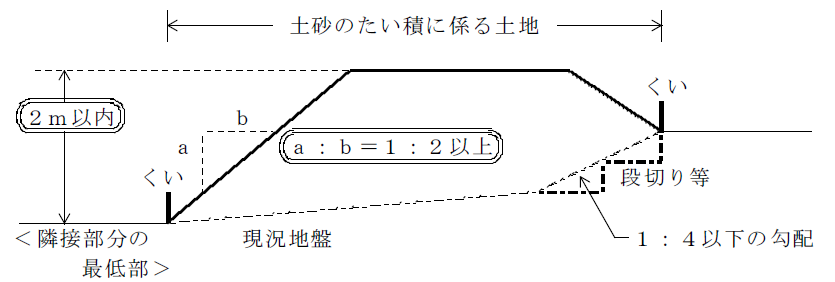 土砂のたい積に係る土地
くい
２ｍ以内
b
a
ａ：ｂ＝１：２以上
くい
段切り等
＜隣接部分の
最低部＞
現況地盤
１：４以下の勾配